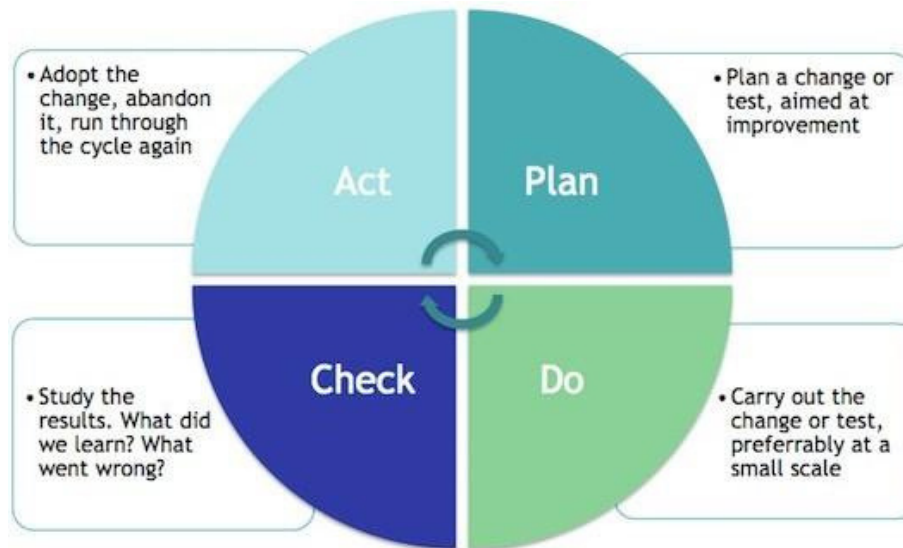 • Adopt the
change, abandon
it, run through
the cycle again
Act
Plan
• Plan a change or
test, aimed at
improvement
• Study the
results. What did
we learn? What
went wrong?
Check
Do
• Carry out the
change or test,
preferrably at a
small scale